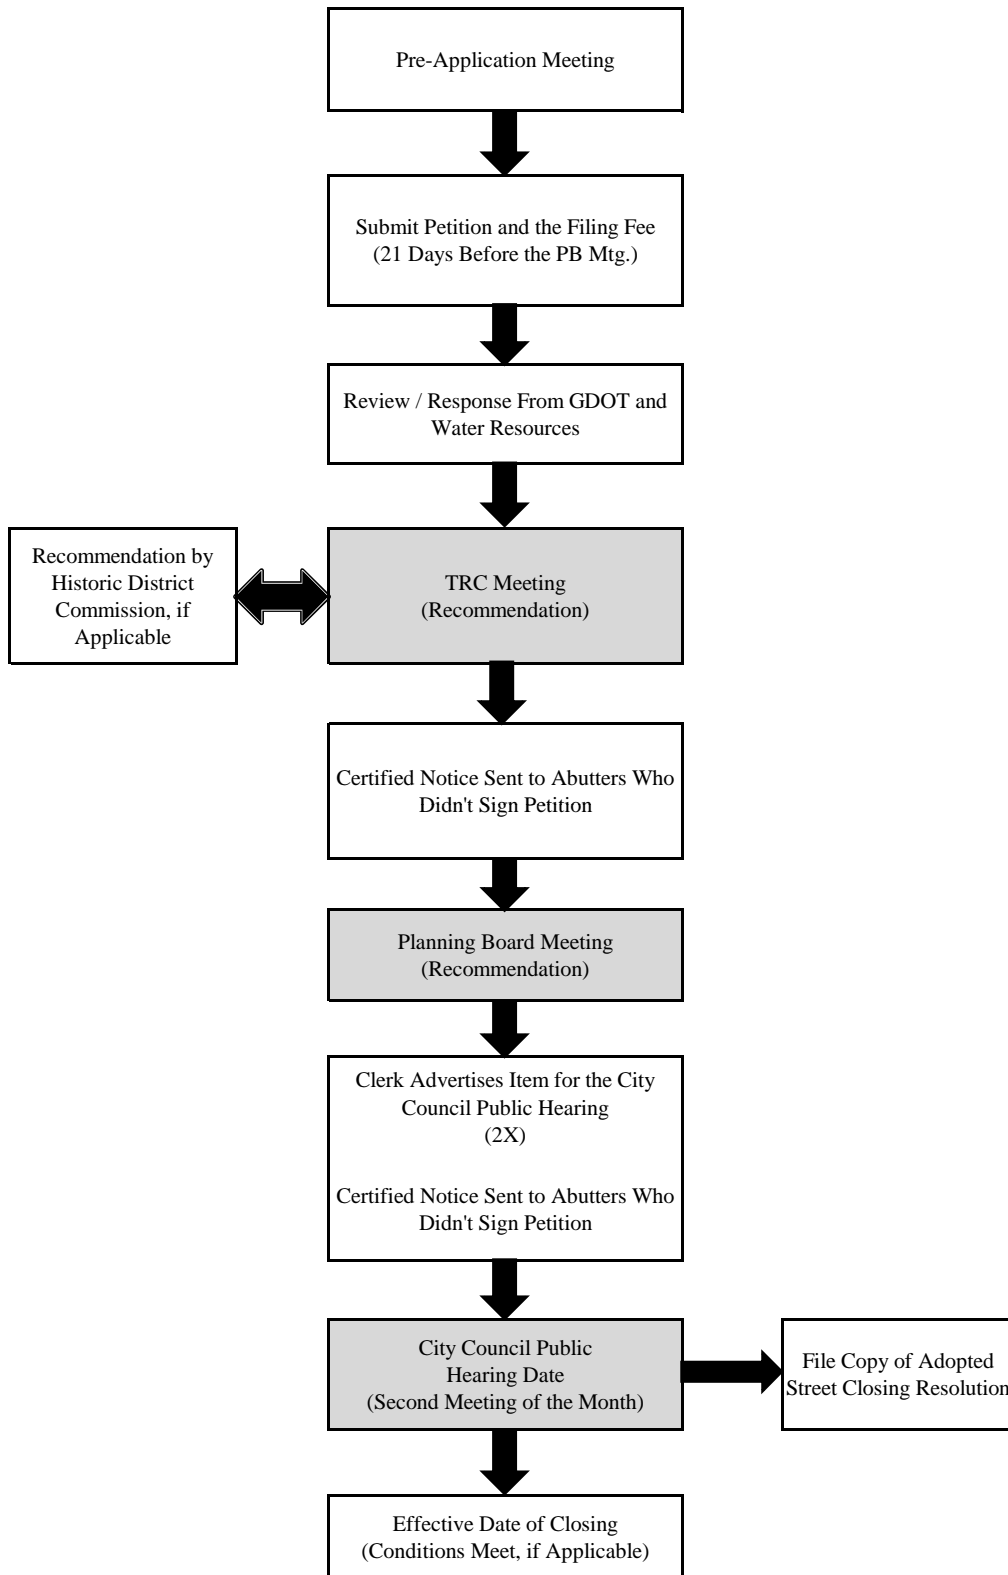 Pre-Application Meeting
Submit Petition and the Filing Fee
(21 Days Before the PB Mtg.)
Review / Response From GDOT and
Water Resources
Recommendation by
Historic District
Commission, if
Applicable
TRC Meeting
(Recommendation)
Certified Notice Sent to Abutters Who
Didn't Sign Petition
Planning Board Meeting
(Recommendation)
Clerk Advertises Item for the City
Council Public Hearing
(2X)
Certified Notice Sent to Abutters Who
Didn't Sign Petition
City Council Public
Hearing Date
(Second Meeting of the Month)
File Copy of Adopted
Street Closing Resolution
Effective Date of Closing
(Conditions Meet, if Applicable)